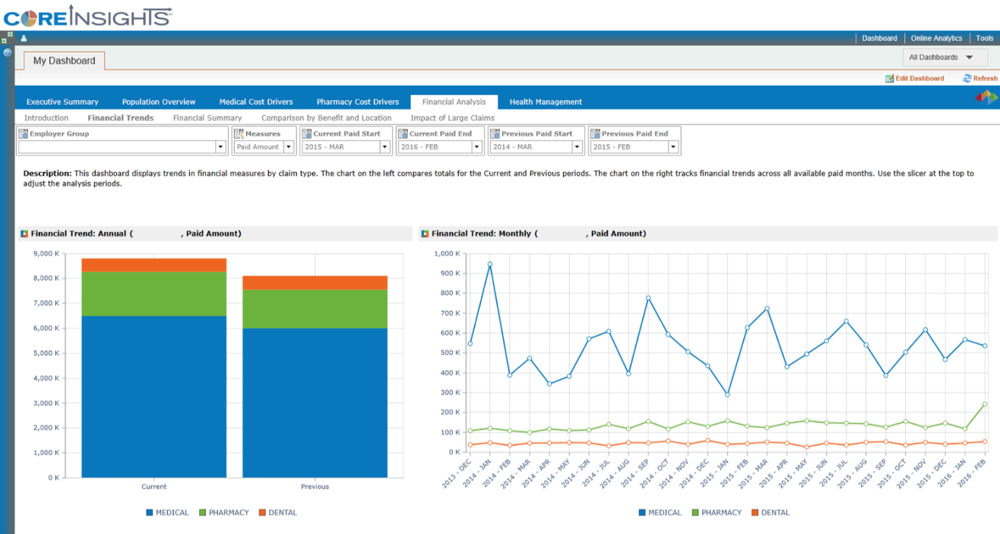 COREINSIGHTS
Dashboard Online Analytics Tools
My Dashboard All Dashboards
Edit Dashboard Refresh
Executive Summary Population Overview Medical Cost Drivers Pharmacy Cost Drivers Financial Analysis Health Management
Introduction Financial Trends Financial Summary Comparison by Benefit and Location Impact of Large Claims
Employer Group Measures Current Paid Start Current Paid End Previous Paid Start Previous Paid End
Paid Amount 2015 - MAR 2016 - FEB 2014 - MAR 2015 - FEB
Description: This dashboard displays trends in financial measures by claim type. The chart on the left compares totals for the Current and Previous periods. The chart on the right tracks financial trends across all available paid months. Use the slicer at the top to
adjust the analysis periods.
Financial Trend: Annual ( , Paid Amount)
9,000 K
8,000 K
7,000 K
6,000 K
5,000 K
4,000 K
3,000 K
2,000 K
1,000 K
0 K
Current Previous
MEDICAL PHARMACY DENTAL
Financial Trend: Monthly ( , Paid Amount)
1,000 K
900 K
800 K
700 K
600 K
500 K
400 K
300 K
200 K
100 K
0 K
2013 - DEC
2014 - JAN
2014 - FEB
2014 - MAR
2014 - APR
2014 - MAY
2014 - JUN
2014 - JUL
2014 - AUG
2014 - SEP
2014 - OCT
2014 - NOV
2014 - DEC
2015 - JAN
2015 - FEB
2015 - MAR
2015 - APR
2015 - MAY
2015 - JUN
2015 - JUL
2015 - AUG
2015 - SEP
2015 - OCT
2015 - NOV
2015 - DEC
2016 - JAN
2016 - FEB
MEDICAL PHARMACY DENTAL